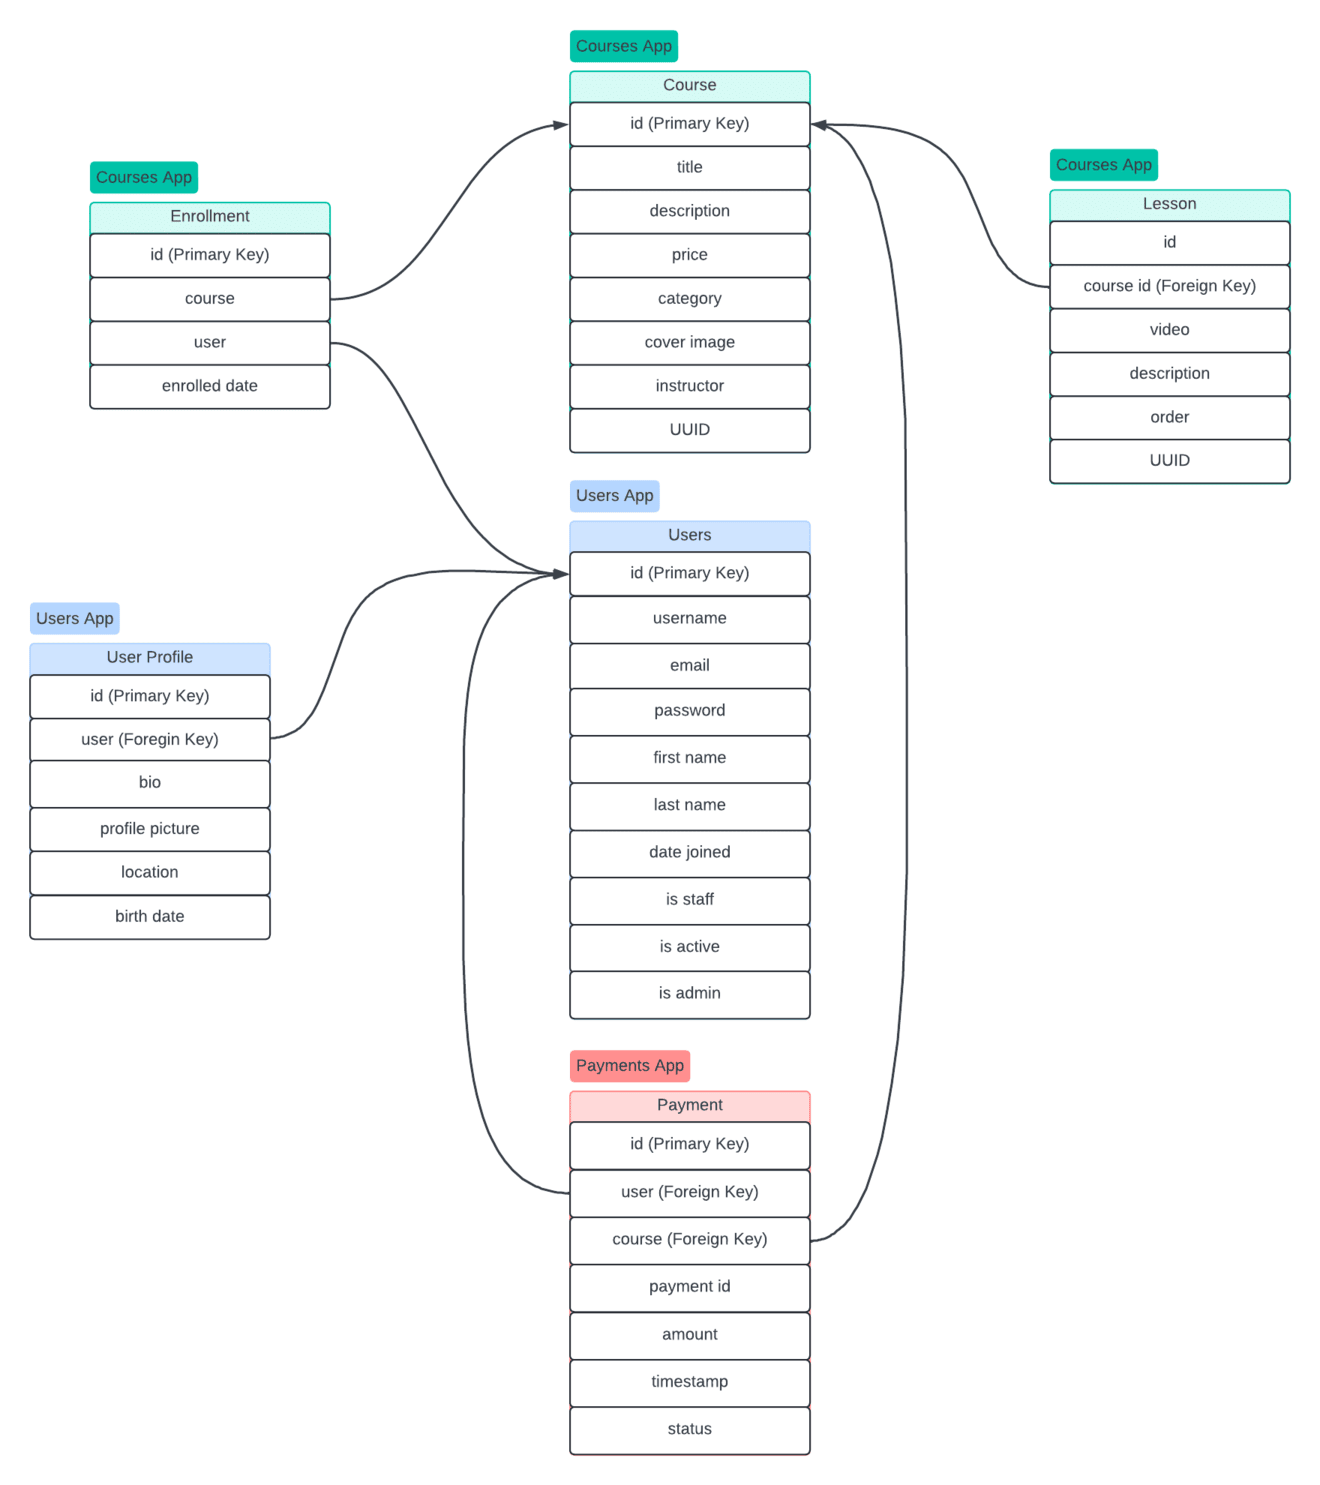 Courses App
Course
id (Primary Key)
title
description
price
category
cover image
instructor
UUID
Courses App
Enrollment
id (Primary Key)
course
user
enrolled date
Courses App
Lesson
id
course id (Foreign Key)
video
description
order
UUID
Users App
Users
id (Primary Key)
username
email
password
first name
last name
date joined
is staff
is active
is admin
Users App
User Profile
id (Primary Key)
user (Foregin Key)
bio
profile picture
location
birth date
Payments App
Payment
id (Primary Key)
user (Foreign Key)
course (Foreign Key)
payment id
amount
timestamp
status